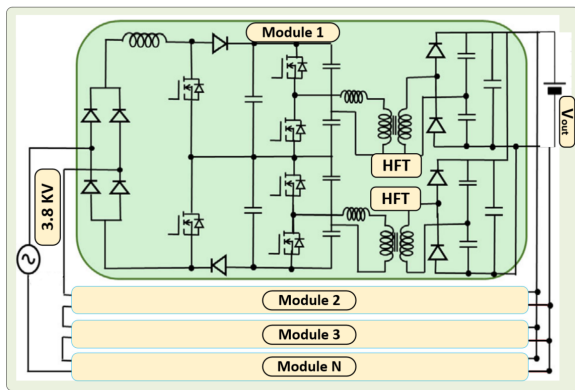 Module 1
HFT
HFT
3.8 KV
Vout
Module 2
Module 3
Module N